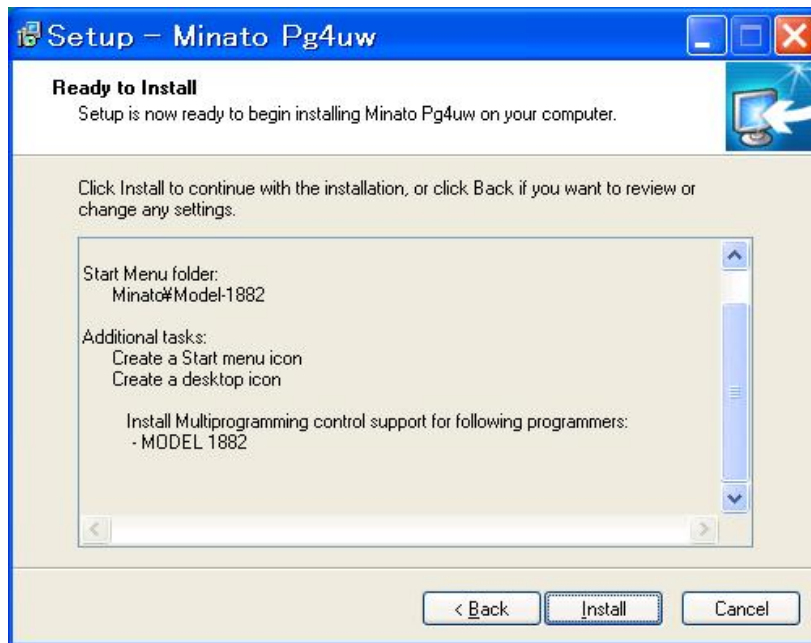 Setup - Minato Pg4uw
Ready to Install
Setup is now ready to begin installing Minato Pg4uw on your computer.
Click Install to continue with the installation, or click Back if you want to review or
change any settings.
Start Menu folder:
Minato¥Model-1882
Additional tasks:
Create a Start menu icon
Create a desktop icon
Install Multiprogramming control support for following programmers:
- MODEL 1882
< Back
Install
Cancel